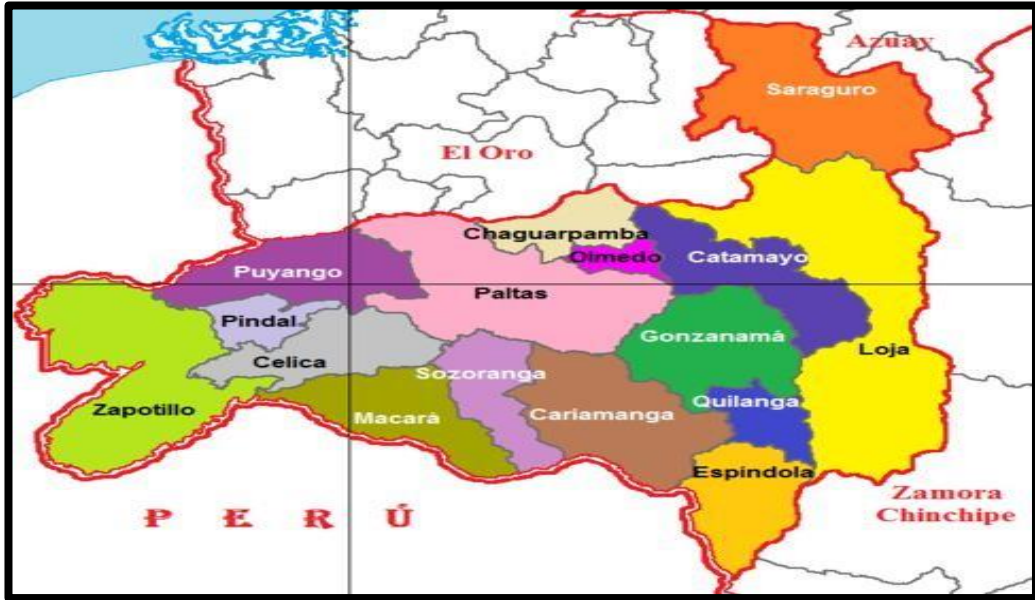 Azuay
Saraguro
El Oro
Chaguarpamba
Olmedo
Catamayo
Puyango
Paltas
Pindal
Gonzanamá
Celica
Loja
Sozoranga
Quilanga
Zapotillo
Macará
Cariamanga
Espindola
Zamora
Chinchipe
PERÚ